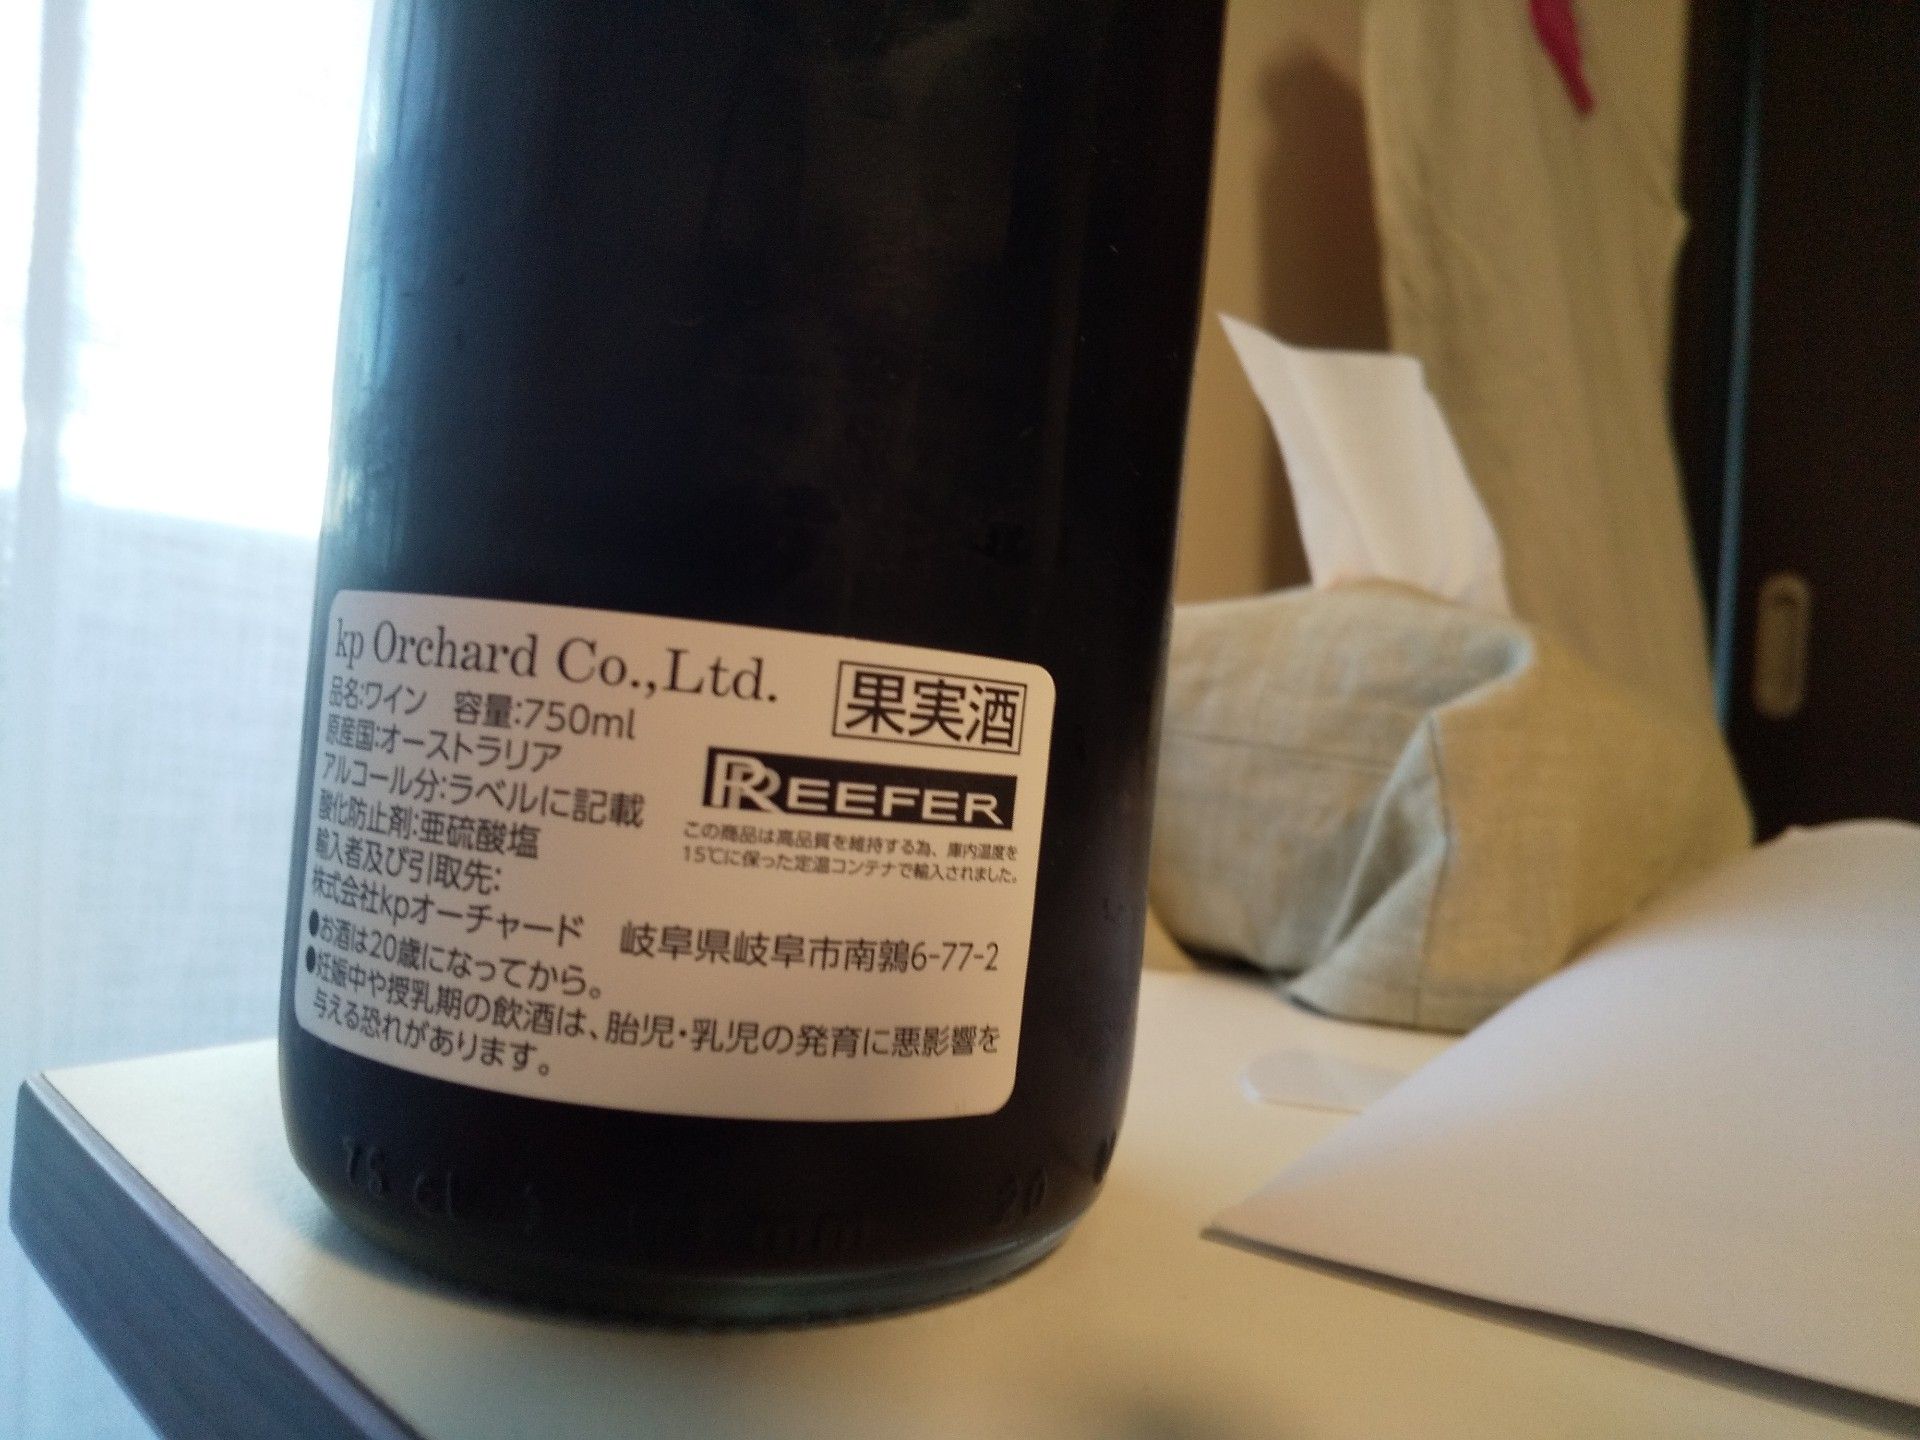 kp Orchard Co.,Ltd.
果実酒
品名:ワイン 容量:750ml
原産国:オーストラリア
アルコール分:ラベルに記載
酸化防止剤:亜硫酸塩
REEFER
この商品は高品質を維持する為、庫内温度を
15℃に保った定温コンテナで輸入されました。
輸入者及び引取先:
株式会社kpオーチャード 岐阜県岐阜市南鶉6-77-2
●お酒は20歳になってから。
●妊娠中や授乳期の飲酒は、胎児・乳児の発育に悪影響を
与える恐れがあります。
75 cl